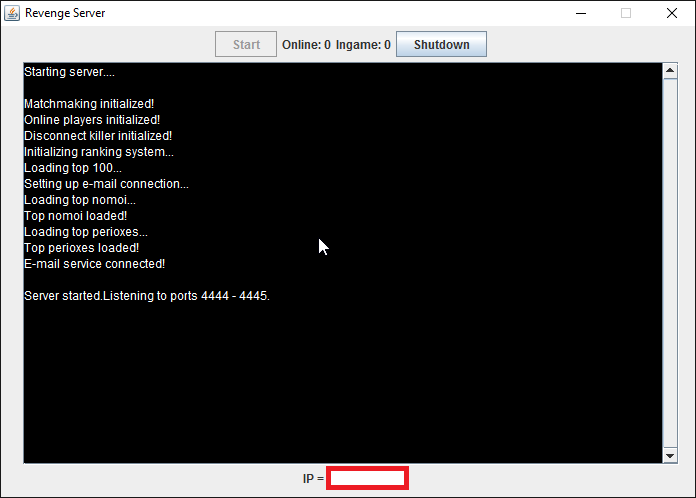 Revenge Server
Start Online: 0 Ingame: 0 Shutdown
Starting server....
Matchmaking initialized!
Online players initialized!
Disconnect killer initialized!
Initializing ranking system...
Loading top 100...
Setting up e-mail connection...
Loading top nomoi...
Top nomoi loaded!
Loading top perioxes...
Top perioxes loaded!
E-mail service connected!
Server started.Listening to ports 4444 - 4445.
IP =